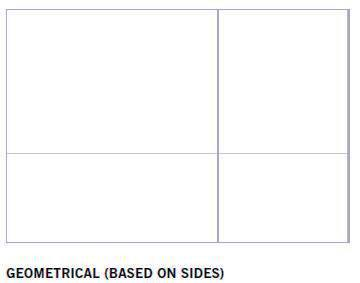 GEOMETRICAL (BASED ON SIDES)